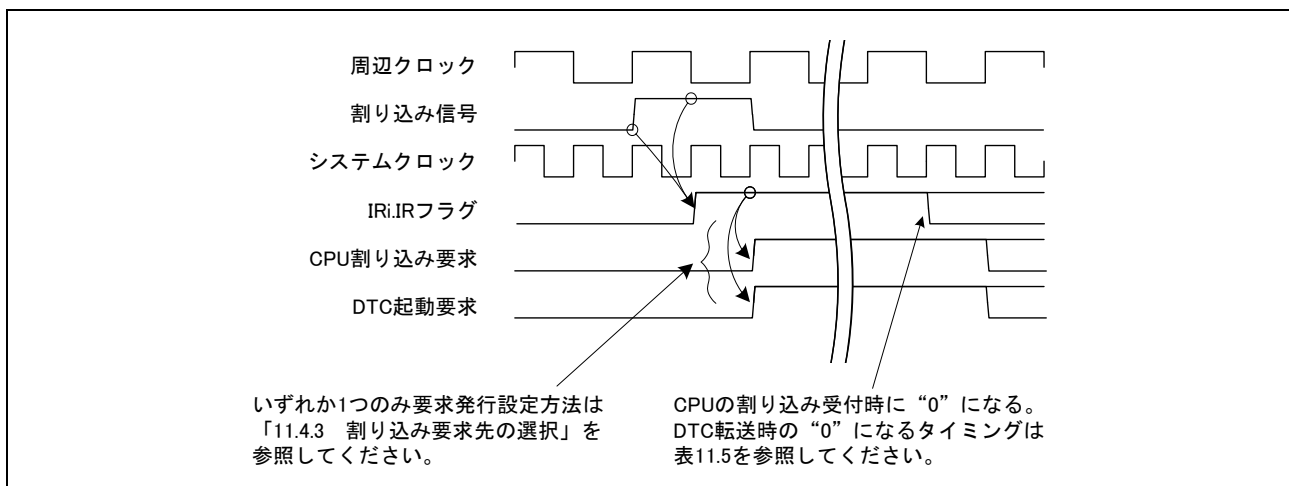 周辺クロック
割り込み信号
システムクロック
IRi.IRフラグ
CPU割り込み要求
DTC起動要求
いずれか1つのみ要求発行設定方法は
「11.4.3　割り込み要求先の選択」を
参照してください。
CPUの割り込み受付時に“0”になる。
DTC転送時の“0”になるタイミングは
表11.5を参照してください。